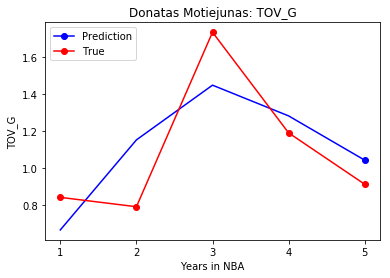 Donatas Motiejunas: TOV_G
Prediction
True
TOV_G
1.6
1.4
1.2
1.0
0.8
1 2 3 4 5
Years in NBA